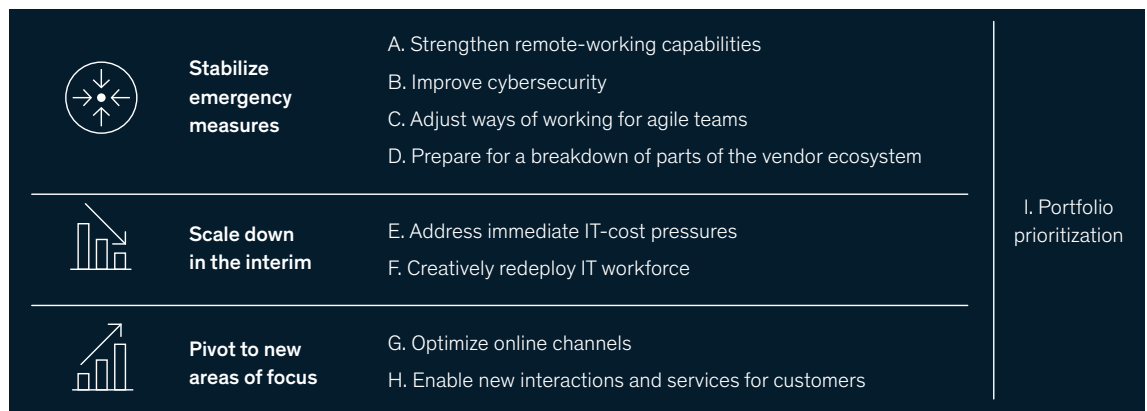 Stabilize
emergency
measures
A. Strengthen remote-working capabilities
B. Improve cybersecurity
C. Adjust ways of working for agile teams
D. Prepare for a breakdown of parts of the vendor ecosystem
Scale down
in the interim
E. Address immediate IT-cost pressures
F. Creatively redeploy IT workforce
Pivot to new
areas of focus
G. Optimize online channels
H. Enable new interactions and services for customers
I. Portfolio
prioritization